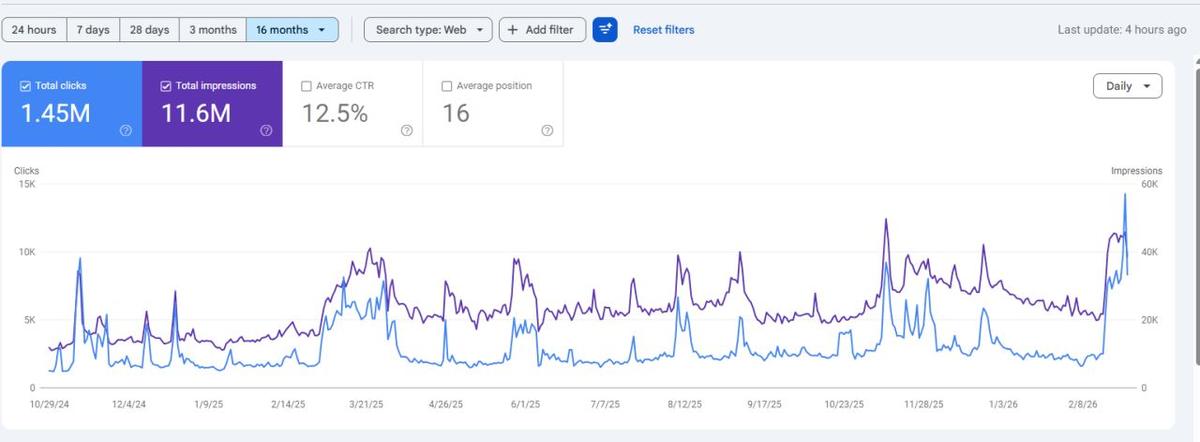 24 hours 7 days 28 days 3 months 16 months Search type: Web + Add filter Reset filters Last update: 4 hours ago
Total clicks Total impressions Average CTR Average position Daily
1.45M 11.6M 12.5% 16
Clicks Impressions
15K 60K
10K 40K
5K 20K
0 0
10/29/24 12/4/24 1/9/25 2/14/25 3/21/25 4/26/25 6/1/25 7/7/25 8/12/25 9/17/25 10/23/25 11/28/25 1/3/26 2/8/26